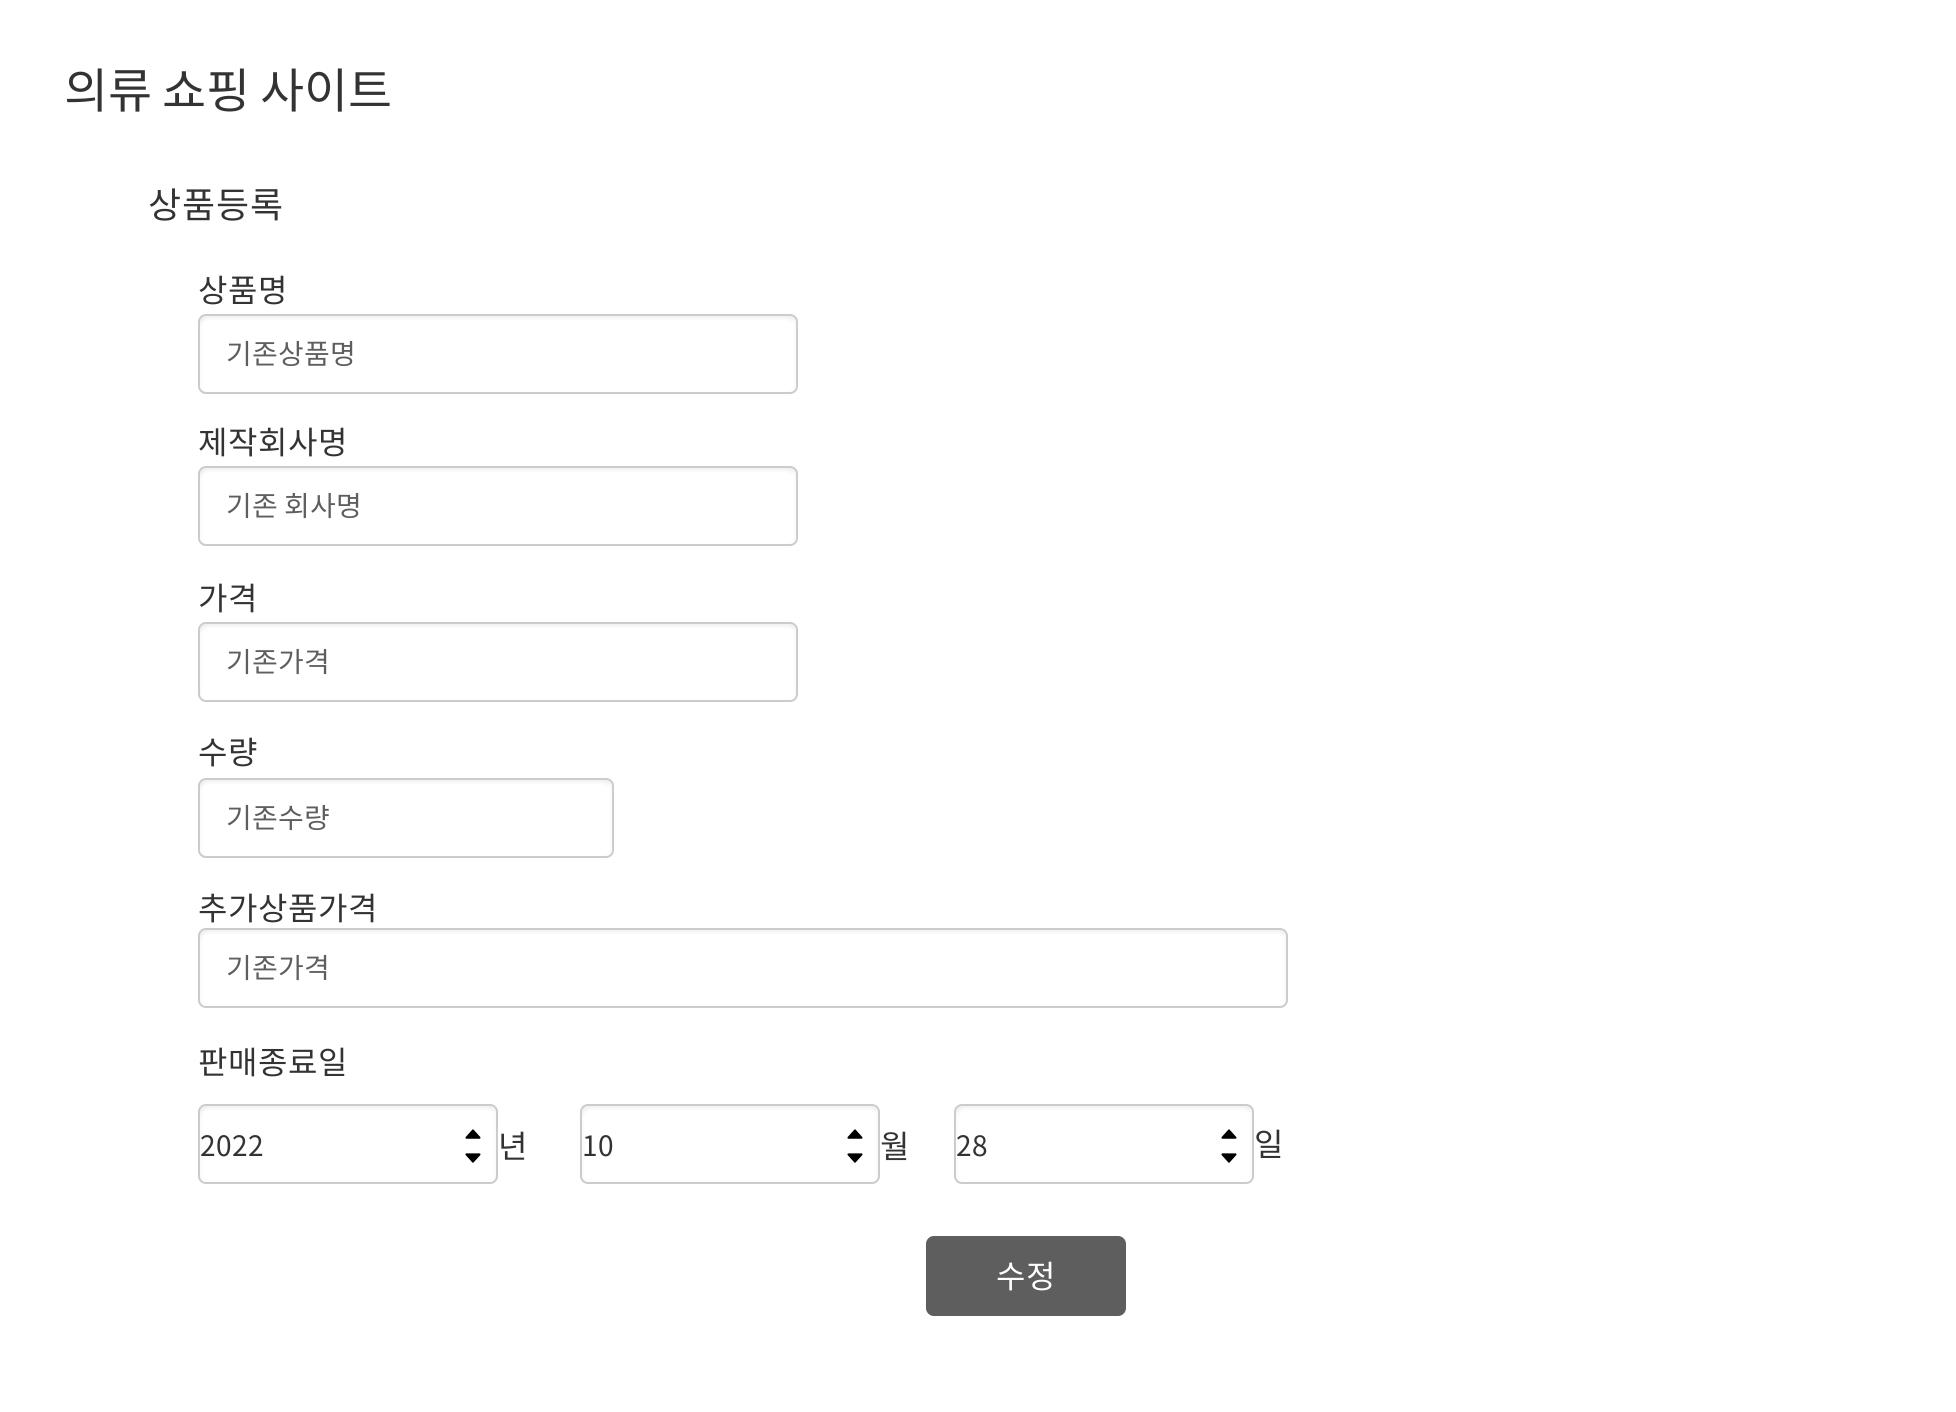 의류 쇼핑 사이트
상품등록
상품명
기존상품명
제작회사명
기존 회사명
가격
기존가격
수량
기존수량
추가상품가격
기존가격
판매종료일
2022 년 10 월 28 일
수정